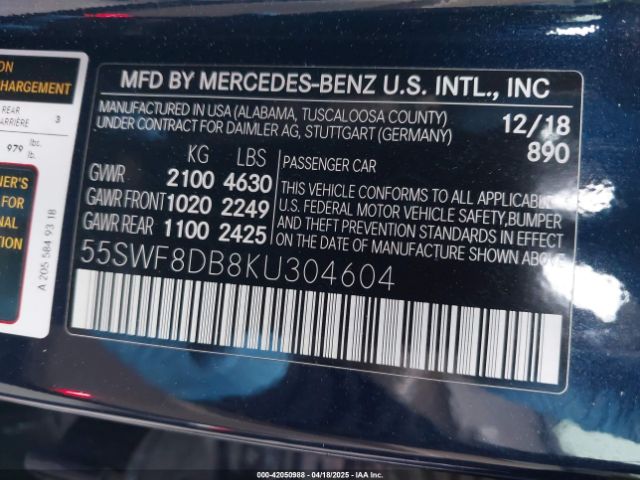 ON
HARGEMENT
REAR
ARRIÈRE 3
979 lbs.
lb.
NER'S
FOR
NAL
TION
A 205 584 93 18
MFD BY MERCEDES-BENZ U.S. INTL., INC
MANUFACTURED IN USA (ALABAMA, TUSCALOOSA COUNTY) 12/18
UNDER CONTRACT FOR DAIMLER AG, STUTTGART (GERMANY) 890
KG LBS
GVWR 2100 4630
GAWR FRONT 1020 2249
GAWR REAR 1100 2425
PASSENGER CAR
THIS VEHICLE CONFORMS TO ALL APPLICABLE
U.S. FEDERAL MOTOR VEHICLE SAFETY,BUMPER
AND THEFT PREVENTION STANDARDS IN EFFECT
ON THE DATE OF MANUFACTURE SHOWN ABOVE.
55SWF8DB8KU304604
000-42050988 - 04/18/2025 - IAA Inc.